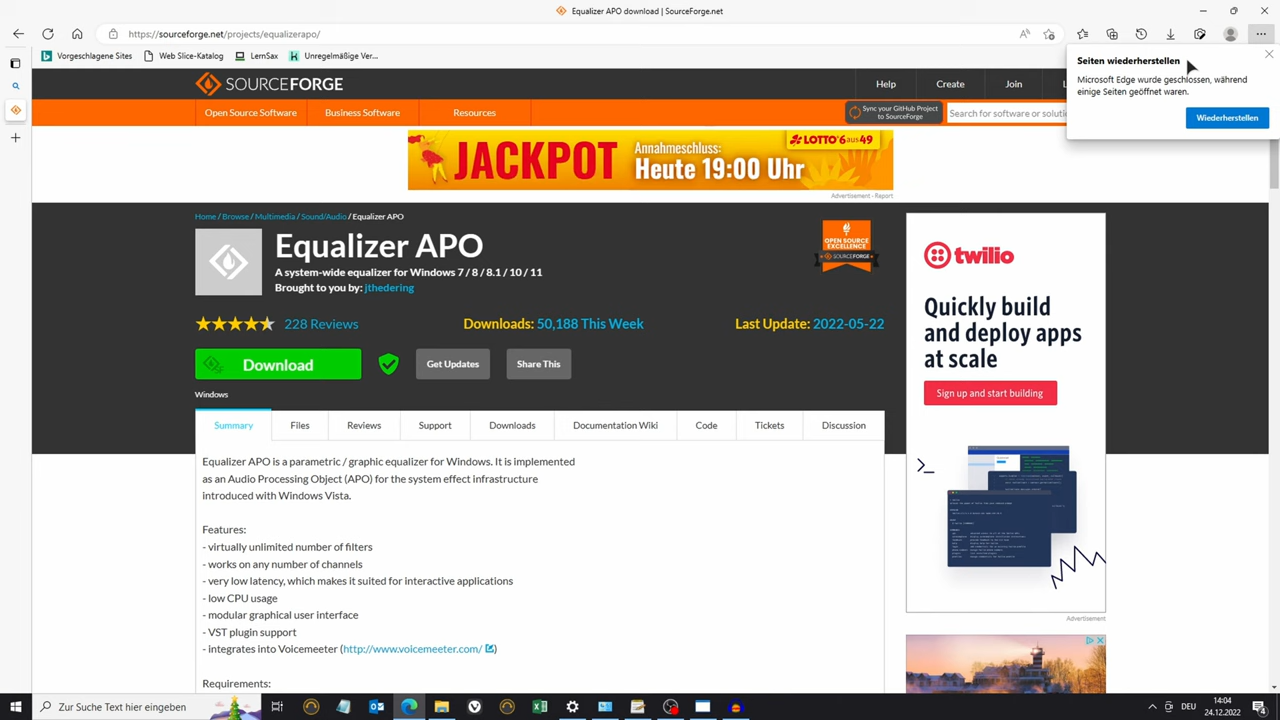 Equalizer APO download | SourceForge.net
https://sourceforge.net/projects/equalizerapo/
Vorgeschlagene Sites
Web Slice-Katalog
LernSax
Unregelmäßige Ver...
Seiten wiederherstellen
Microsoft Edge wurde geschlossen, während
einige Seiten geöffnet waren.
Wiederherstellen
SOURCEFORGE
Help
Create
Join
L
Open Source Software
Business Software
Resources
Sync your GitHub Project
to SourceForge
Search for software or soluti
JACKPOT
Annahmeschluss:
Heute 19:00 Uhr
LOTTO 6aus49
Advertisement - Report
Home / Browse / Multimedia / Sound/Audio / Equalizer APO
Equalizer APO
A system-wide equalizer for Windows 7 / 8 / 8.1 / 10 / 11
Brought to you by: jthedering
OPEN SOURCE
EXCELLENCE
SOURCEFORGE
228 Reviews
Downloads: 50,188 This Week
Last Update: 2022-05-22
Download
Get Updates
Share This
Windows
Summary
Files
Reviews
Support
Downloads
Documentation Wiki
Code
Tickets
Discussion
Equalizer APO is a parametric / graphic equalizer for Windows. It is implemented
as an Audio Processing Object (APO) for the system effect infrastructure
introduced with Windows Vista.
Features:
- virtually unlimited number of filters
- works on any number of channels
- very low latency, which makes it suited for interactive applications
- low CPU usage
- modular graphical user interface
- VST plugin support
- integrates into Voicemeeter (http://www.voicemeeter.com/ )
Requirements:
twilio
Quickly build
and deploy apps
at scale
Sign up and start building
Advertisement
Zur Suche Text hier eingeben
DEU
14:04
24.12.2022
4